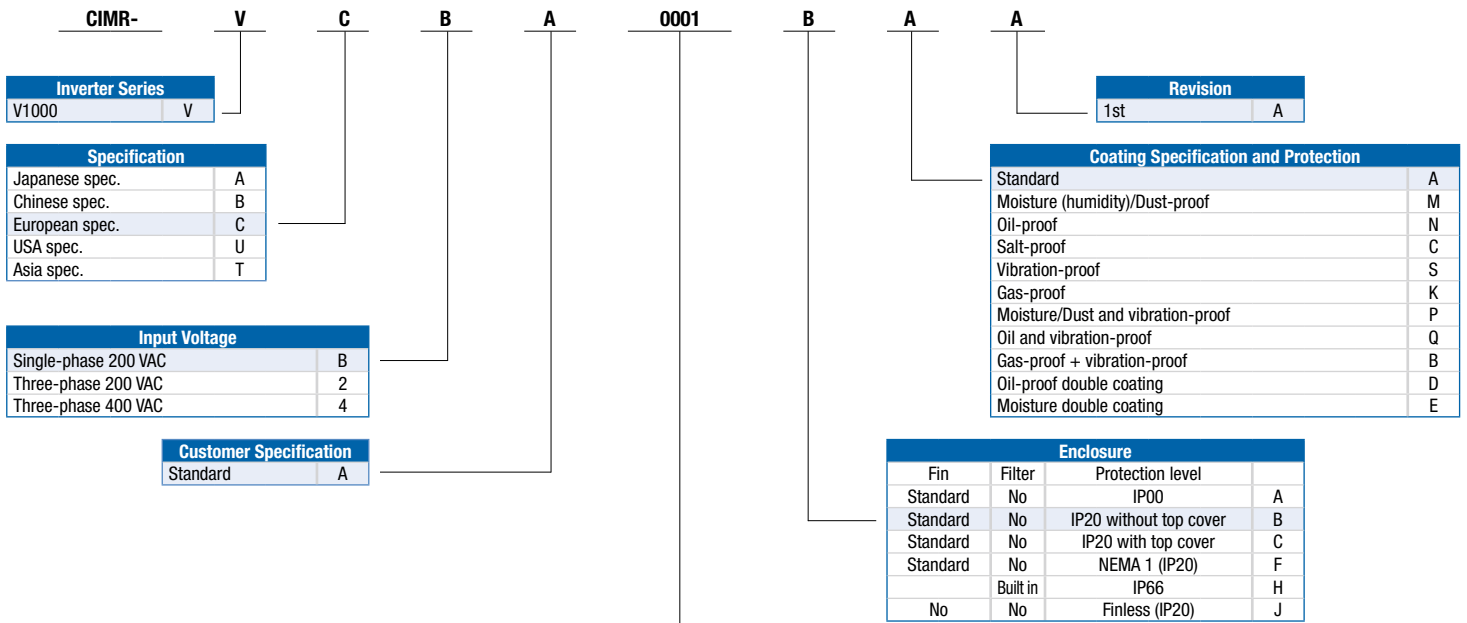 CIMR- V C B A 0001 B A A
Inverter Series
V1000 V
Revision
1st A
Specification
Japanese spec. A
Chinese spec. B
European spec. C
USA spec. U
Asia spec. T
Coating Specification and Protection
Standard A
Moisture (humidity)/Dust-proof M
Oil-proof N
Salt-proof C
Vibration-proof S
Gas-proof K
Moisture/Dust and vibration-proof P
Oil and vibration-proof Q
Gas-proof + vibration-proof B
Oil-proof double coating D
Moisture double coating E
Input Voltage
Single-phase 200 VAC B
Three-phase 200 VAC 2
Three-phase 400 VAC 4
Customer Specification
Standard A
Enclosure
Fin Filter Protection level
Standard No IP00 A
Standard No IP20 without top cover B
Standard No IP20 with top cover C
Standard No NEMA 1 (IP20) F
Built in IP66 H
No No Finless (IP20) J